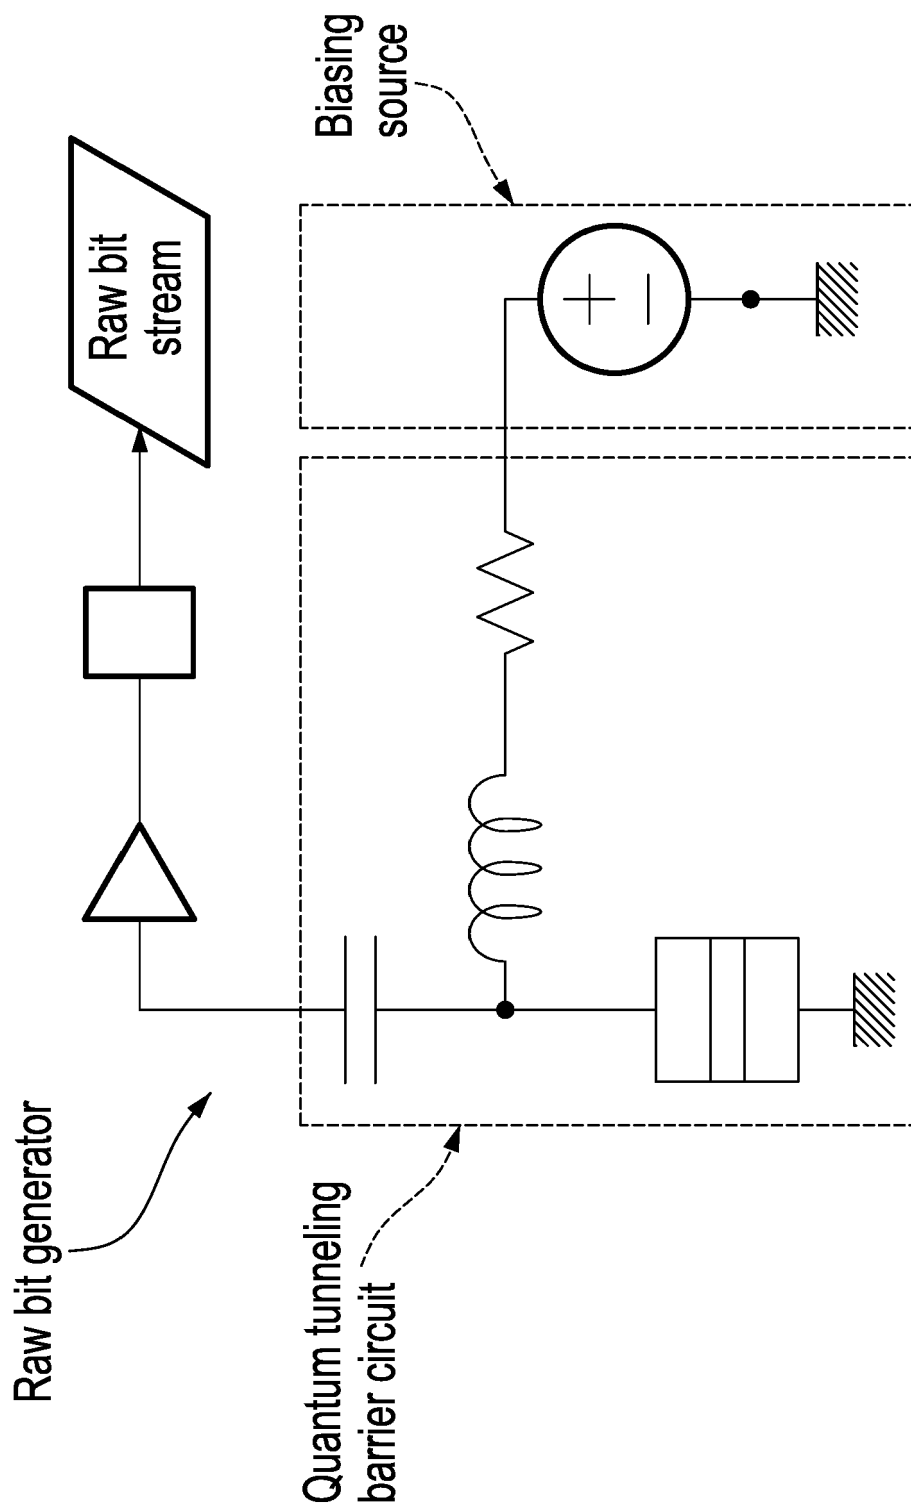 Raw bit generator
Raw bit
stream
Quantum tunneling
barrier circuit
Biasing
source
+
−